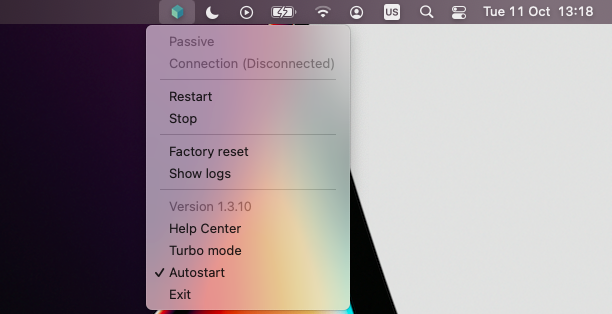 US
Tue 11 Oct 13:18
Passive
Connection (Disconnected)
Restart
Stop
Factory reset
Show logs
Version 1.3.10
Help Center
Turbo mode
Autostart
Exit